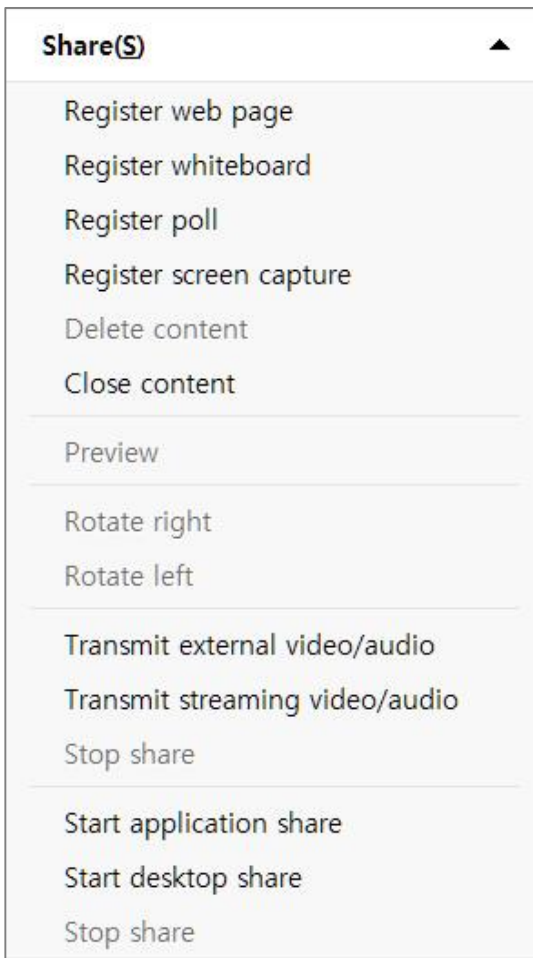 Share(S)
Register web page
Register whiteboard
Register poll
Register screen capture
Delete content
Close content
Preview
Rotate right
Rotate left
Transmit external video/audio
Transmit streaming video/audio
Stop share
Start application share
Start desktop share
Stop share